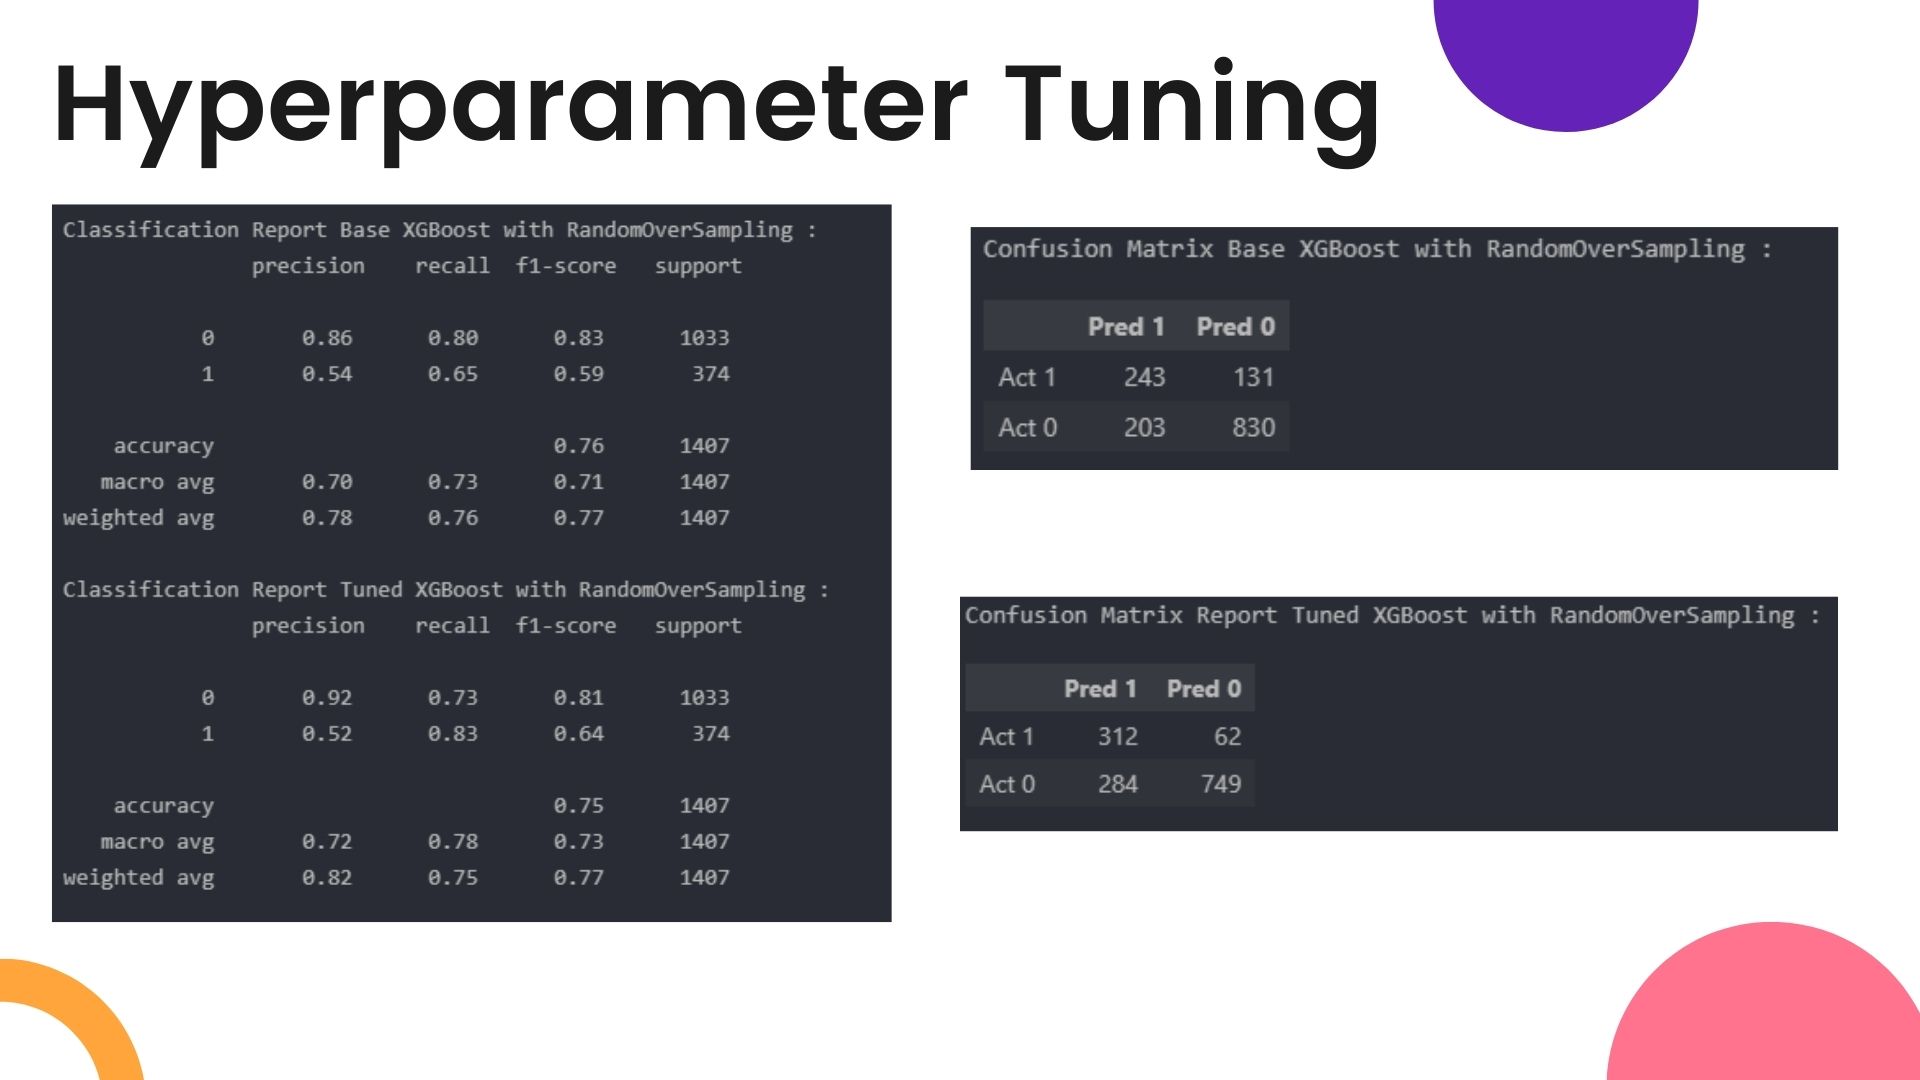 Hyperparameter Tuning
Classification Report Base XGBoost with RandomOverSampling :
precision recall f1-score support
0 0.86 0.80 0.83 1033
1 0.54 0.65 0.59 374
accuracy 0.76 1407
macro avg 0.70 0.73 0.71 1407
weighted avg 0.78 0.76 0.77 1407
Classification Report Tuned XGBoost with RandomOverSampling :
precision recall f1-score support
0 0.92 0.73 0.81 1033
1 0.52 0.83 0.64 374
accuracy 0.75 1407
macro avg 0.72 0.78 0.73 1407
weighted avg 0.82 0.75 0.77 1407
Confusion Matrix Base XGBoost with RandomOverSampling :
Pred 1 Pred 0
Act 1 243 131
Act 0 203 830
Confusion Matrix Report Tuned XGBoost with RandomOverSampling :
Pred 1 Pred 0
Act 1 312 62
Act 0 284 749